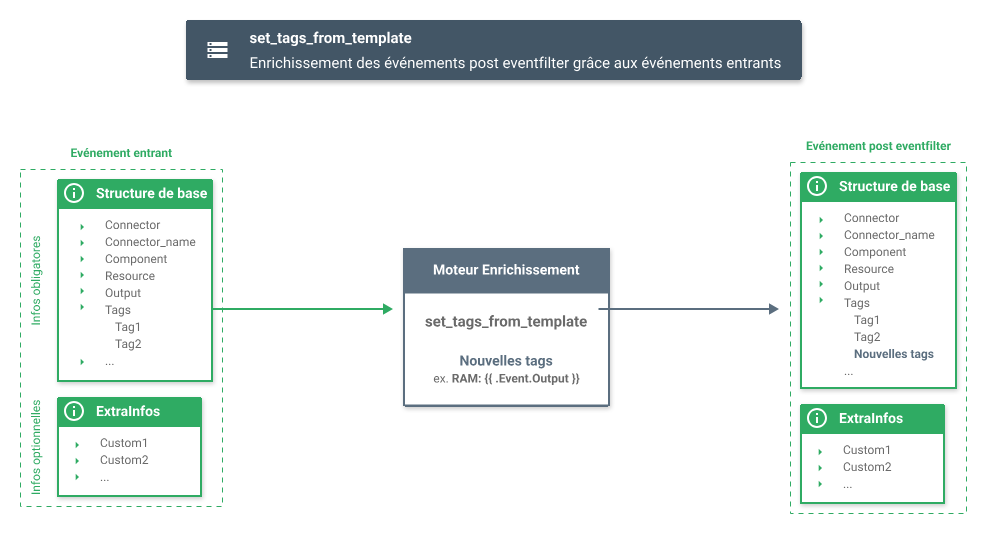 set_tags_from_template
Enrichissement des événements post eventfilter grâce aux événements entrants
Evénement entrant
Infos obligatoires
Structure de base
Connector
Connector_name
Component
Resource
Output
Tags
Tag1
Tag2
...
Infos optionnelles
ExtraInfos
Custom1
Custom2
...
Moteur Enrichissement
set_tags_from_template
Nouvelles tags
ex. RAM: {{ .Event.Output }}
Evénement post eventfilter
Structure de base
Connector
Connector_name
Component
Resource
Output
Tags
Tag1
Tag2
Nouvelles tags
...
ExtraInfos
Custom1
Custom2
...